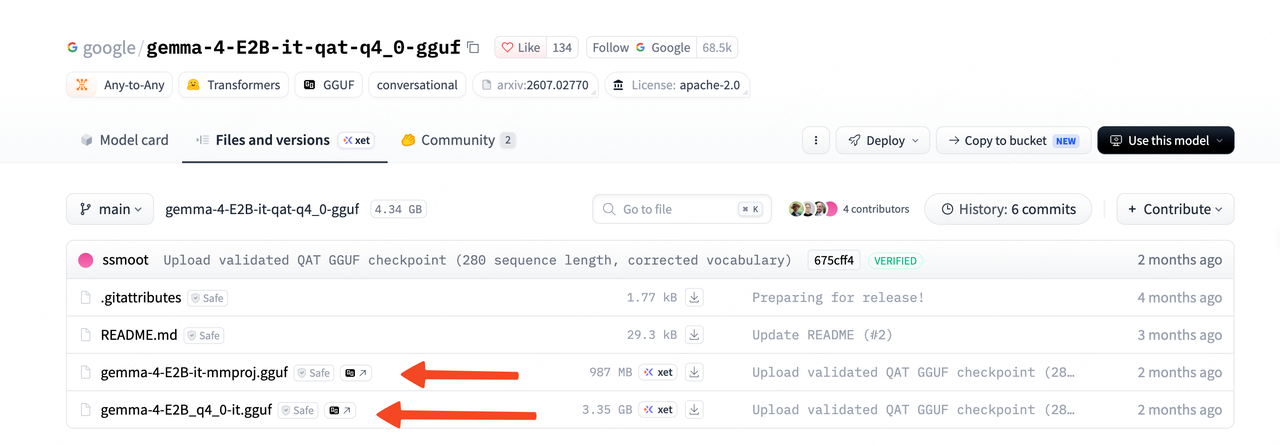 google/gemma-4-E2B-it-qat-q4_0-gguf Like 134 Follow Google 68.5k
Any-to-Any Transformers GGUF conversational arxiv:2607.02770 License: apache-2.0
Model card Files and versions xet Community 2 Deploy Copy to bucket NEW Use this model
main gemma-4-E2B-it-qat-q4_0-gguf 4.34 GB Go to file ⌘ K 4 contributors History: 6 commits + Contribute
ssmoot Upload validated QAT GGUF checkpoint (280 sequence length, corrected vocabulary) 675cff4 VERIFIED 2 months ago
.gitattributes Safe 1.77 kB Preparing for release! 4 months ago
README.md Safe 29.3 kB Update README (#2) 3 months ago
gemma-4-E2B-it-mmproj.gguf Safe 987 MB xet Upload validated QAT GGUF checkpoint (28… 2 months ago
gemma-4-E2B_q4_0-it.gguf Safe 3.35 GB xet Upload validated QAT GGUF checkpoint (28… 2 months ago